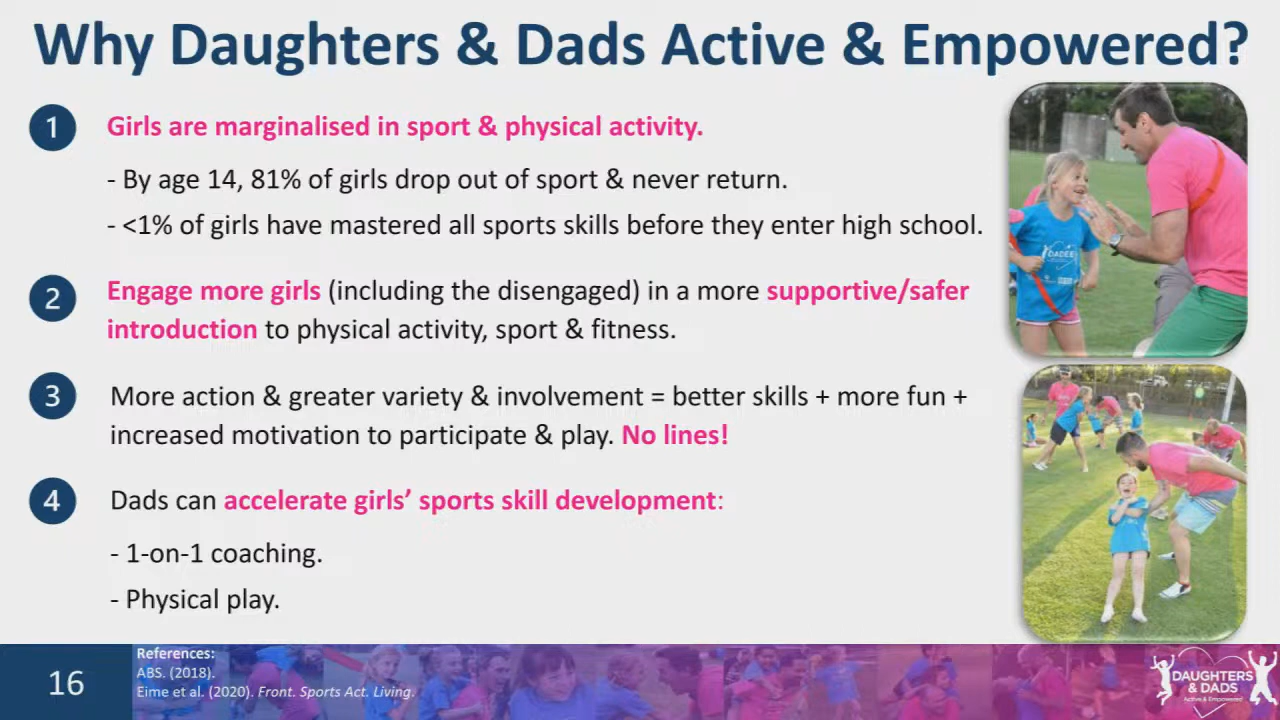 Why Daughters & Dads Active & Empowered?
1
Girls are marginalised in sport & physical activity.
- By age 14, 81% of girls drop out of sport & never return.
- <1% of girls have mastered all sports skills before they enter high school.
2
Engage more girls (including the disengaged) in a more supportive/safer
introduction to physical activity, sport & fitness.
3
More action & greater variety & involvement = better skills + more fun +
increased motivation to participate & play. No lines!
4
Dads can accelerate girls’ sports skill development:
- 1-on-1 coaching.
- Physical play.
DADEE
16
References:
ABS. (2018).
Eime et al. (2020). Front. Sports Act. Living.
DAUGHTERS
& DADS
Active & Empowered